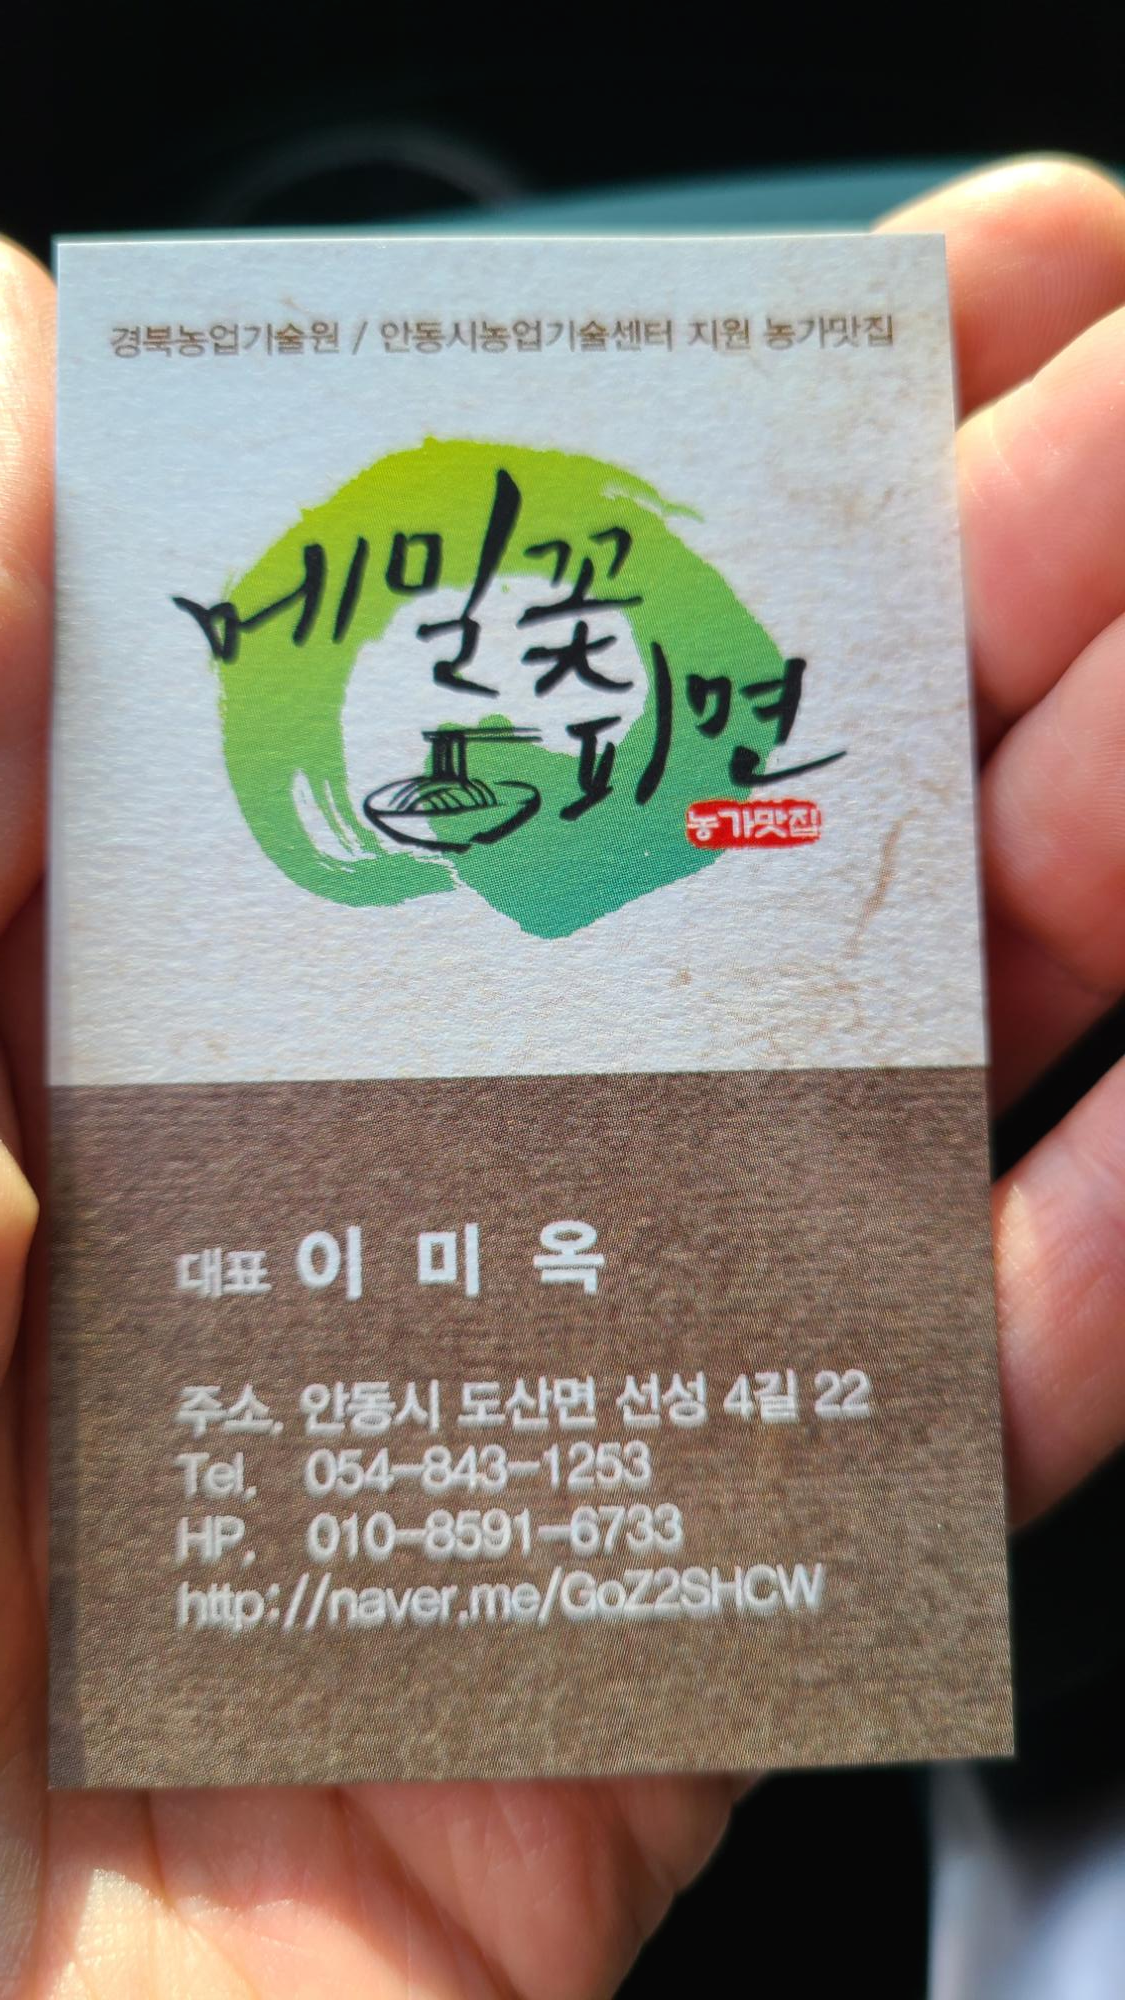 경북농업기술원 / 안동시농업기술센터 지원 농가맛집
메밀꽃
피면
농가맛집
대표 이 미 옥
주소. 안동시 도산면 선성 4길 22
Tel. 054-843-1253
HP. 010-8591-6733
http://naver.me/GoZ2SHCW